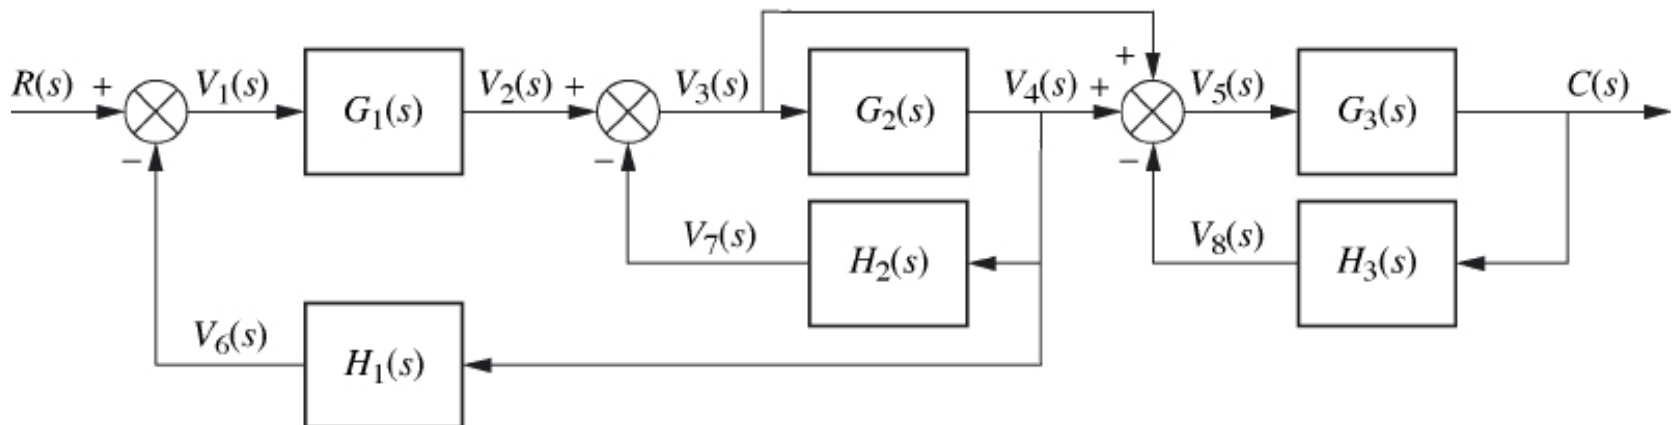 +
R(s) + V₁(s) G₁(s) V₂(s) + V₃(s) G₂(s) V₄(s) + V₅(s) G₃(s) C(s)
− − −
V₇(s) H₂(s) V₈(s) H₃(s)
V₆(s) H₁(s)